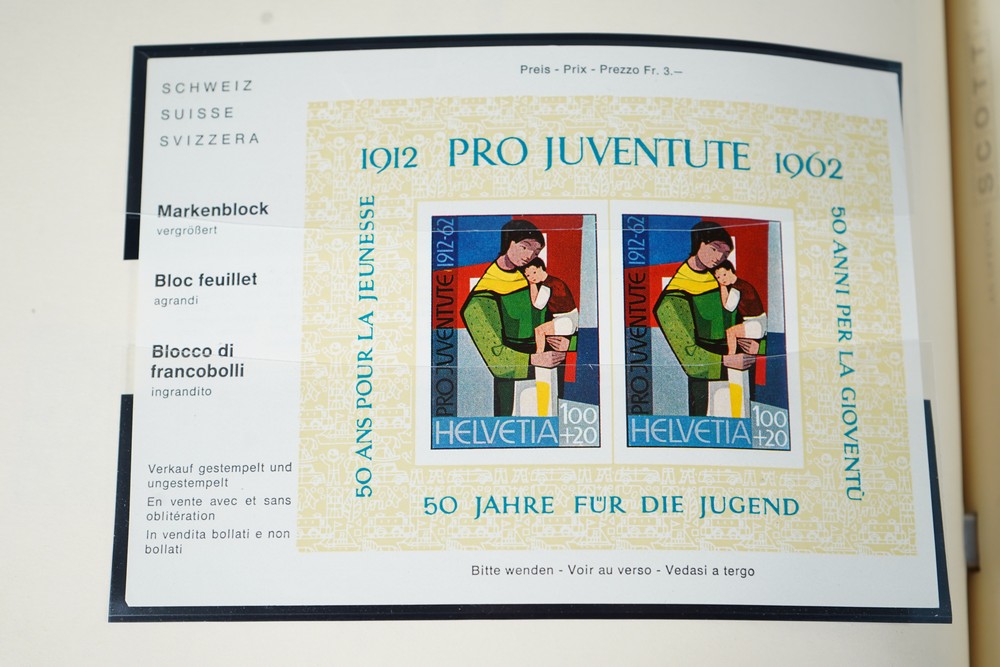 Preis - Prix - Prezzo Fr. 3.—
SCHWEIZ
SUISSE
SVIZZERA
Markenblock
vergrößert
Bloc feuillet
agrandi
Blocco di
francobolli
ingrandito
Verkauf gestempelt und
ungestempelt
En vente avec et sans
oblitération
In vendita bollati e non
bollati
1912 PRO JUVENTUTE 1962
50 ANS POUR LA JEUNESSE
PRO JUVENTUTE 1912-62
HELVETIA
100
+20
PRO JUVENTUTE 1912-62
HELVETIA
100
+20
50 ANNI PER LA GIOVENTÙ
50 JAHRE FÜR DIE JUGEND
Bitte wenden - Voir au verso - Vedasi a tergo